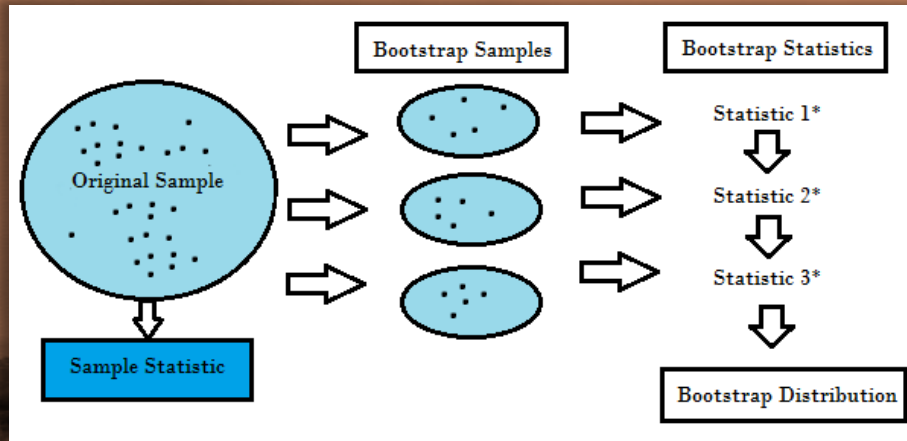 Bootstrap Samples
Bootstrap Statistics
Original Sample
Statistic 1*
Statistic 2*
Statistic 3*
Sample Statistic
Bootstrap Distribution